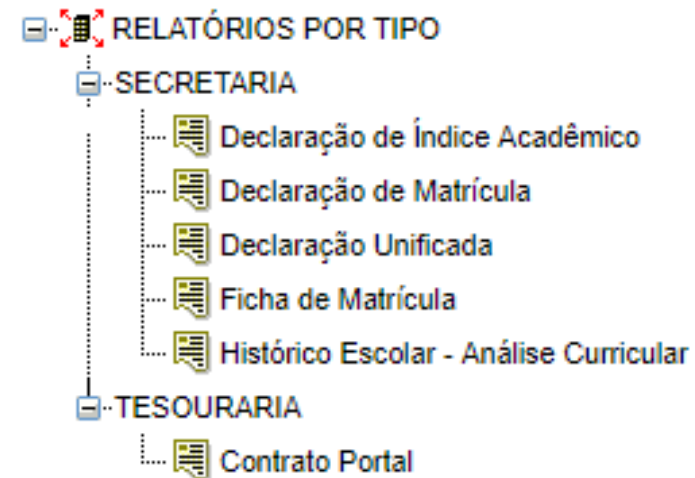 RELATÓRIOS POR TIPO
SECRETARIA
Declaração de Índice Acadêmico
Declaração de Matrícula
Declaração Unificada
Ficha de Matrícula
Histórico Escolar - Análise Curricular
TESOURARIA
Contrato Portal